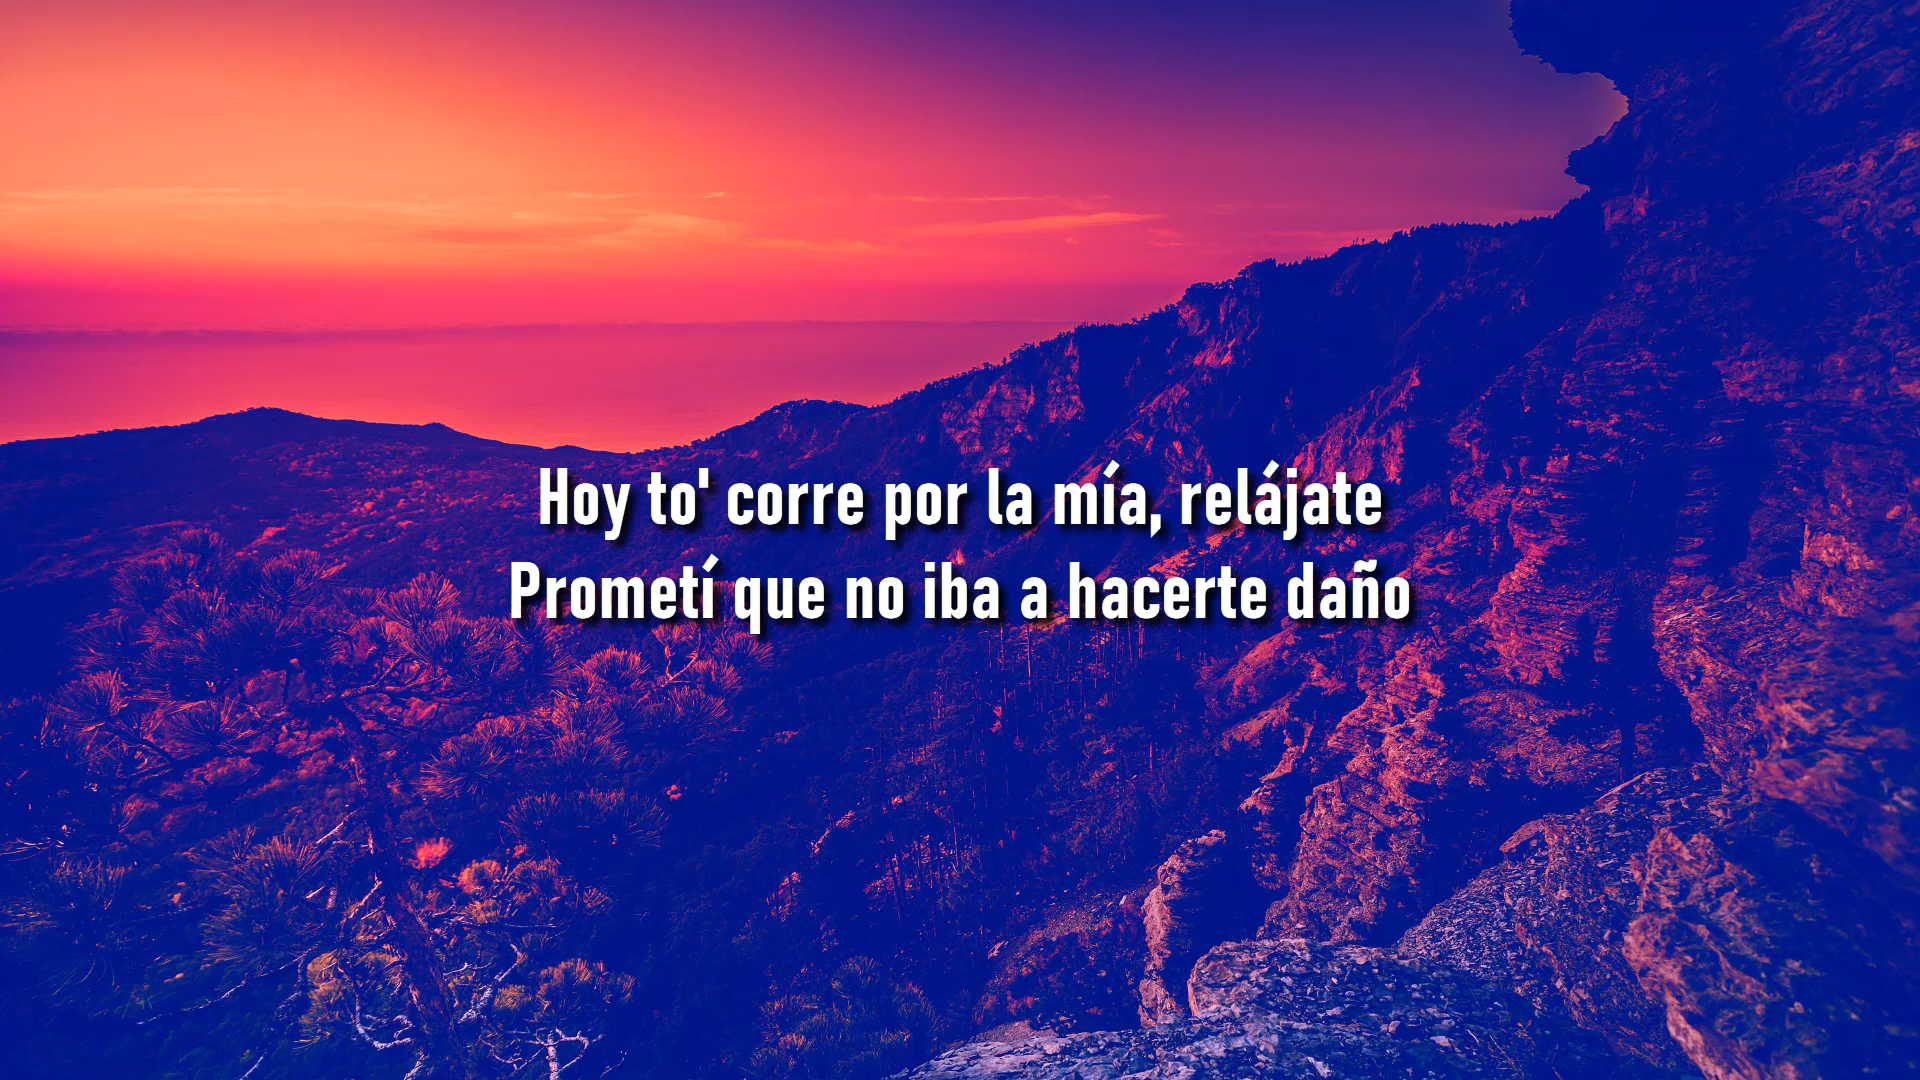 Hoy to' corre por la mía, relájate
Prometí que no iba a hacerte daño